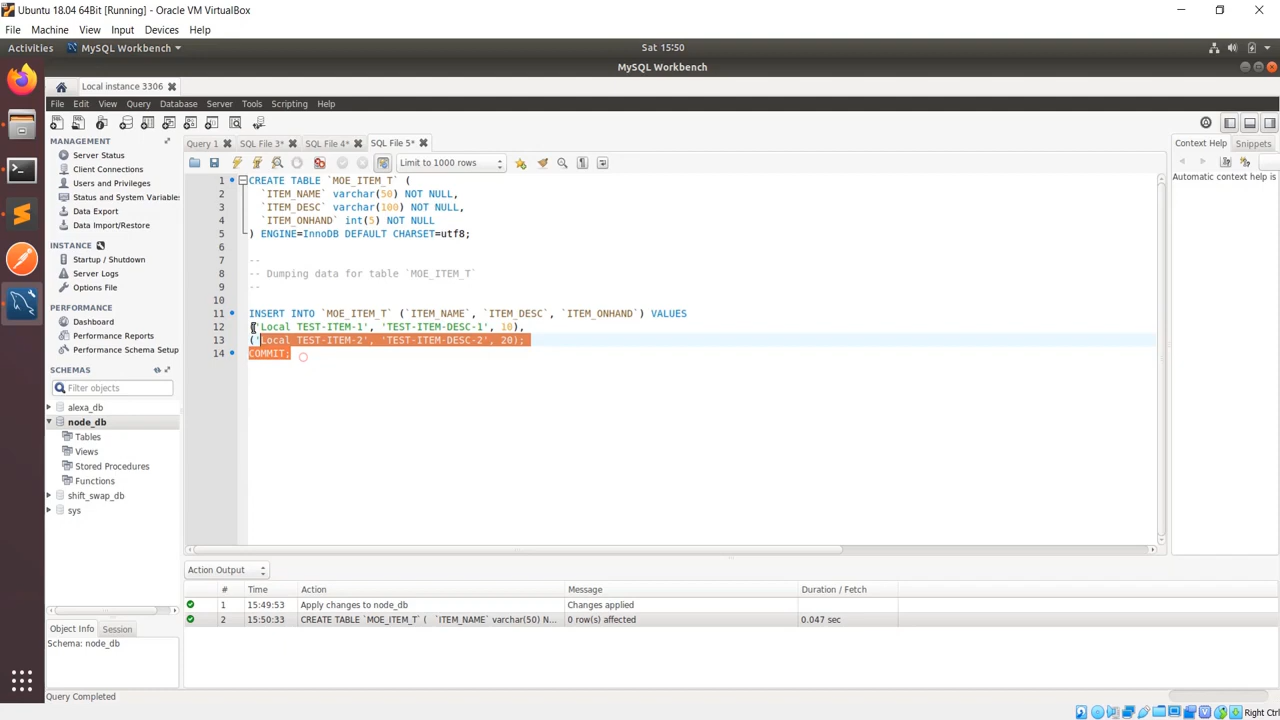 Ubuntu 18.04 64Bit [Running] - Oracle VM VirtualBox
File Machine View Input Devices Help
Activities MySQL Workbench Sat 15:50
MySQL Workbench
Local instance 3306
File Edit View Query Database Server Tools Scripting Help
MANAGEMENT
Server Status
Client Connections
Users and Privileges
Status and System Variables
Data Export
Data Import/Restore
INSTANCE
Startup / Shutdown
Server Logs
Options File
PERFORMANCE
Dashboard
Performance Reports
Performance Schema Setup
SCHEMAS
Filter objects
alexa_db
node_db
Tables
Views
Stored Procedures
Functions
shift_swap_db
sys
Object Info Session
Schema: node_db
Query 1 SQL File 3* SQL File 4* SQL File 5*
Limit to 1000 rows
1 CREATE TABLE `MOE_ITEM_T` (
2 `ITEM_NAME` varchar(50) NOT NULL,
3 `ITEM_DESC` varchar(100) NOT NULL,
4 `ITEM_ONHAND` int(5) NOT NULL
5 ) ENGINE=InnoDB DEFAULT CHARSET=utf8;
6
7 --
8 -- Dumping data for table `MOE_ITEM_T`
9 --
10
11 INSERT INTO `MOE_ITEM_T` (`ITEM_NAME`, `ITEM_DESC`, `ITEM_ONHAND`) VALUES
12 ('Local TEST-ITEM-1', 'TEST-ITEM-DESC-1', 10),
13 ('Local TEST-ITEM-2', 'TEST-ITEM-DESC-2', 20);
14 COMMIT;
Context Help Snippets
Automatic context help is
Action Output
# Time Action Message Duration / Fetch
1 15:49:53 Apply changes to node_db Changes applied
2 15:50:33 CREATE TABLE `MOE_ITEM_T` ( `ITEM_NAME` varchar(50) N... 0 row(s) affected 0.047 sec
Query Completed
Right Ctrl